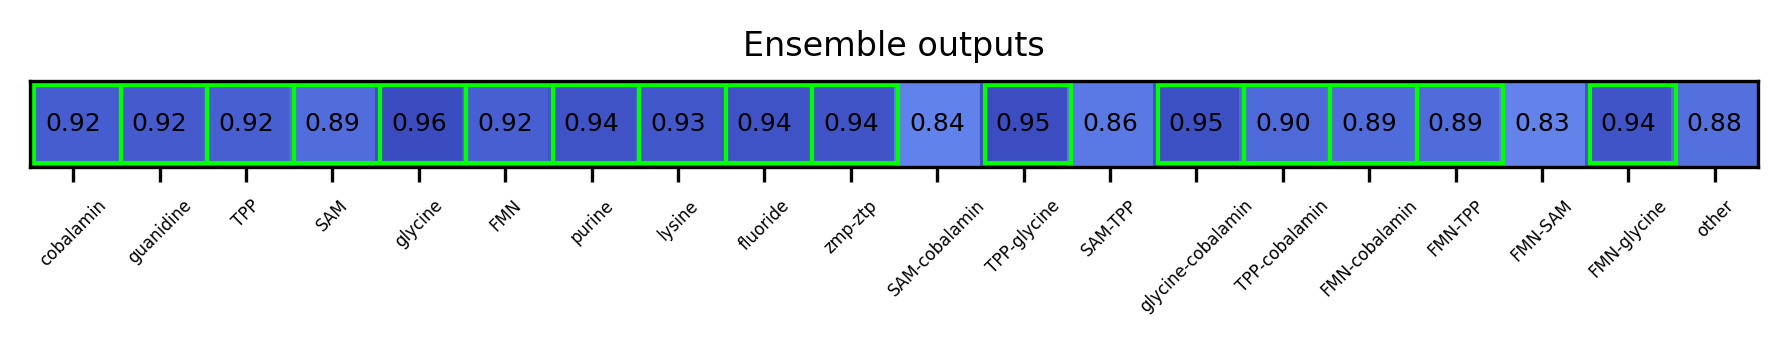 Ensemble outputs
0.92 0.92 0.92 0.89 0.96 0.92 0.94 0.93 0.94 0.94 0.84 0.95 0.86 0.95 0.90 0.89 0.89 0.83 0.94 0.88
cobalamin guanidine TPP SAM glycine FMN purine lysine fluoride zmp-ztp SAM-cobalamin TPP-glycine SAM-TPP glycine-cobalamin TPP-cobalamin FMN-cobalamin FMN-TPP FMN-SAM FMN-glycine other